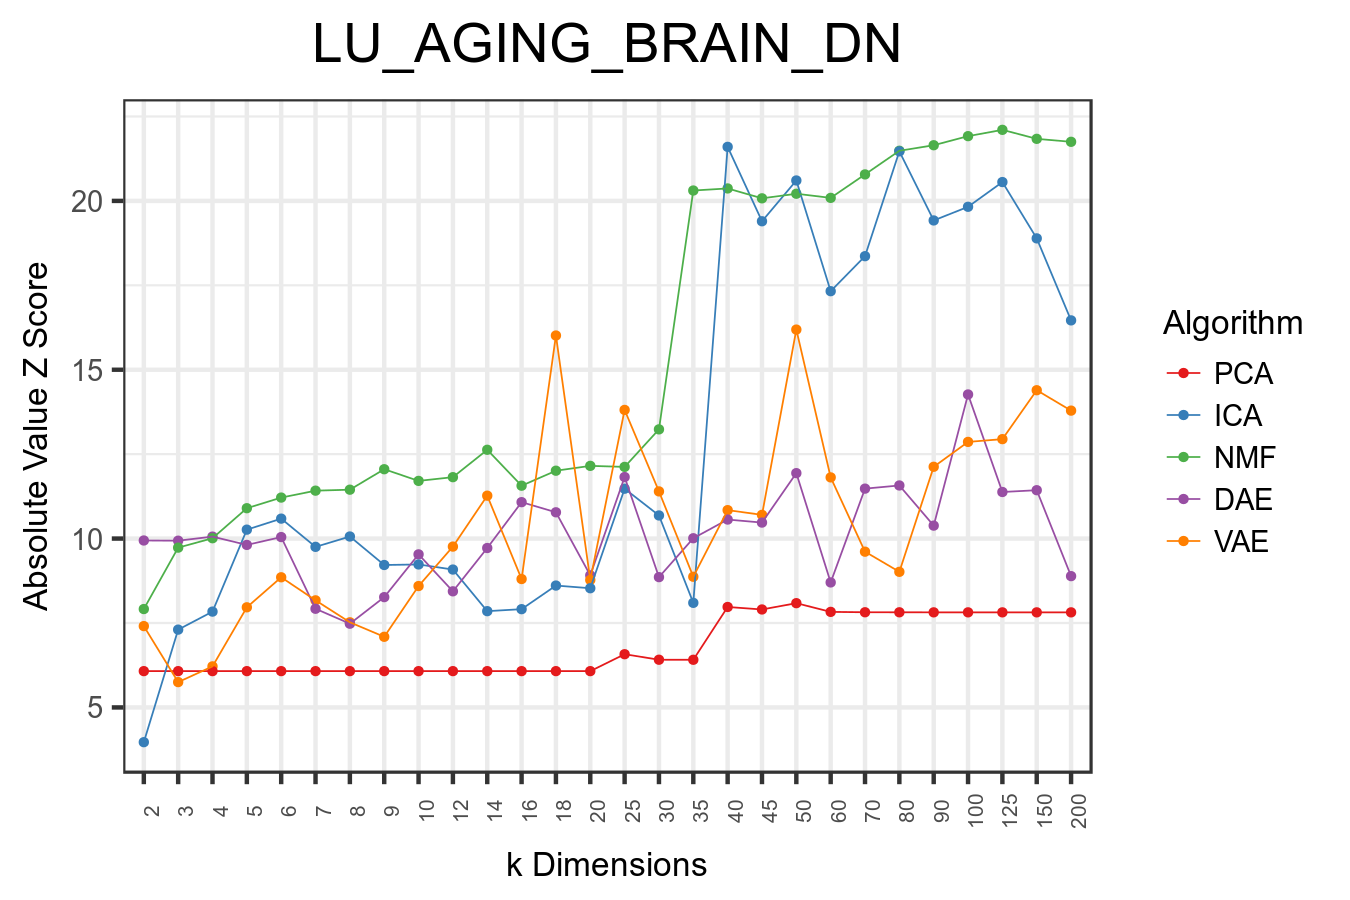 LU_AGING_BRAIN_DN
Absolute Value Z Score
20
15
10
5
2 3 4 5 6 7 8 9 10 12 14 16 18 20 25 30 35 40 45 50 60 70 80 90 100 125 150 200
k Dimensions
Algorithm
PCA
ICA
NMF
DAE
VAE